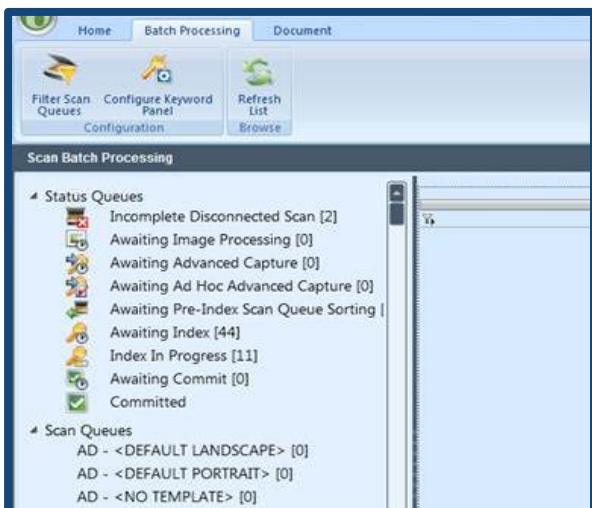 Home Batch Processing Document
Filter Scan Queues
Configure Keyword Panel
Refresh List
Configuration Browse
Scan Batch Processing
Status Queues
Incomplete Disconnected Scan [2]
Awaiting Image Processing [0]
Awaiting Advanced Capture [0]
Awaiting Ad Hoc Advanced Capture [0]
Awaiting Pre-Index Scan Queue Sorting [
Awaiting Index [44]
Index In Progress [11]
Awaiting Commit [0]
Committed
Scan Queues
AD - <DEFAULT LANDSCAPE> [0]
AD - <DEFAULT PORTRAIT> [0]
AD - <NO TEMPLATE> [0]